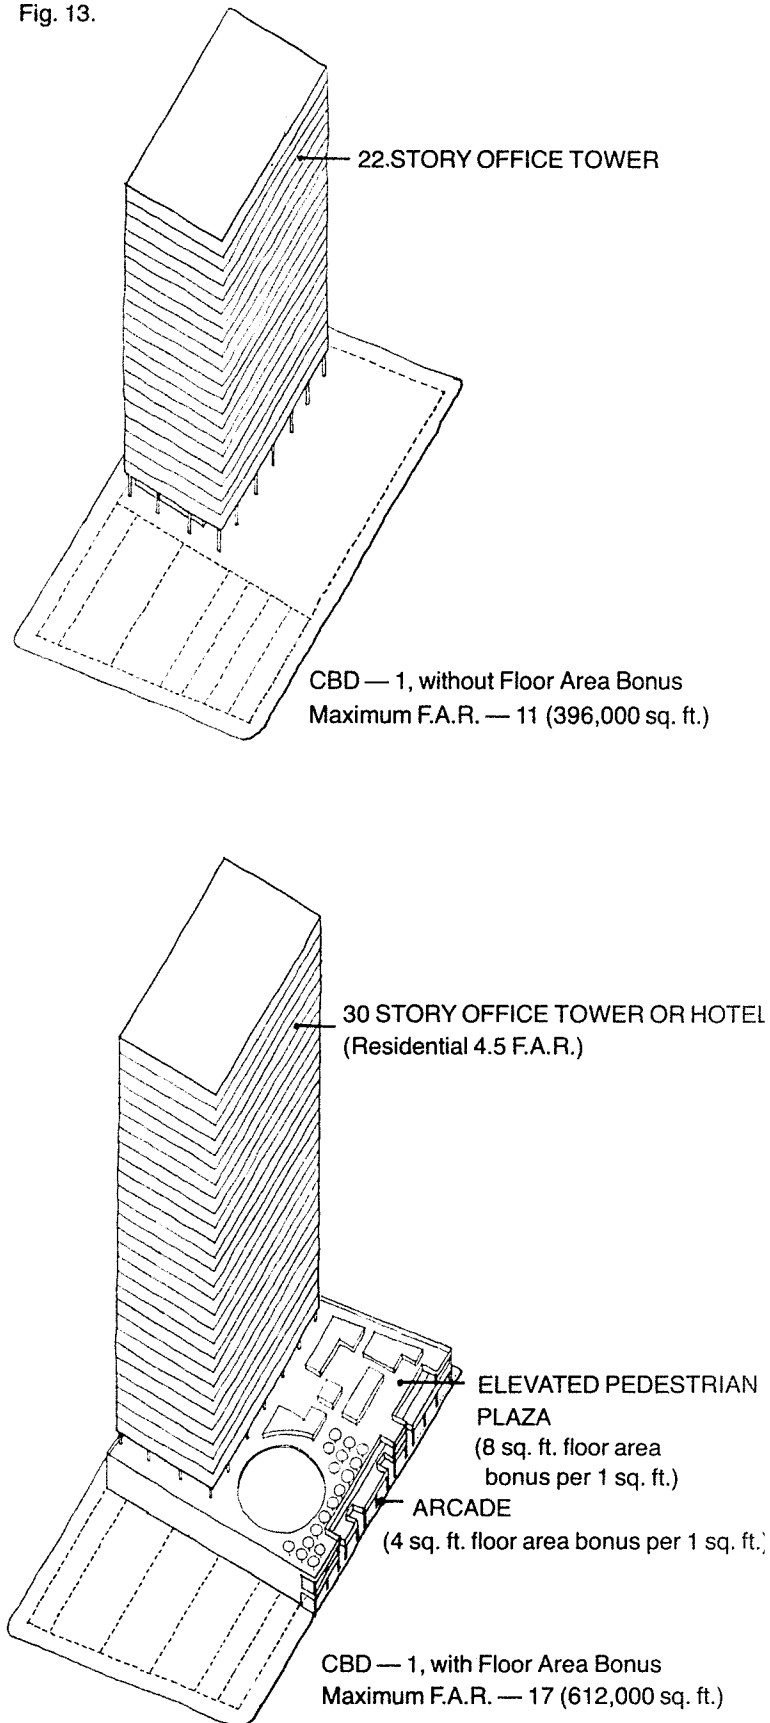 Fig. 13.
22.STORY OFFICE TOWER
CBD — 1, without Floor Area Bonus
Maximum F.A.R. — 11 (396,000 sq. ft.)
30 STORY OFFICE TOWER OR HOTEL
(Residential 4.5 F.A.R.)
ELEVATED PEDESTRIAN
PLAZA
(8 sq. ft. floor area
bonus per 1 sq. ft.)
ARCADE
(4 sq. ft. floor area bonus per 1 sq. ft.)
CBD — 1, with Floor Area Bonus
Maximum F.A.R. — 17 (612,000 sq. ft.)